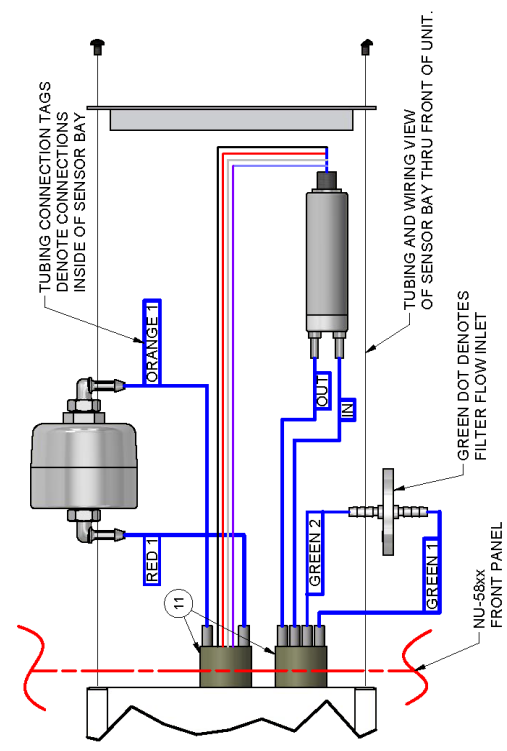 TUBING CONNECTION TAGS
DENOTE CONNECTIONS
INSIDE OF SENSOR BAY
ORANGE 1
RED 1
11
OUT
IN
GREEN 2
GREEN 1
TUBING AND WIRING VIEW
OF SENSOR BAY THRU FRONT OF UNIT.
GREEN DOT DENOTES
FILTER FLOW INLET
NU-58xx
FRONT PANEL